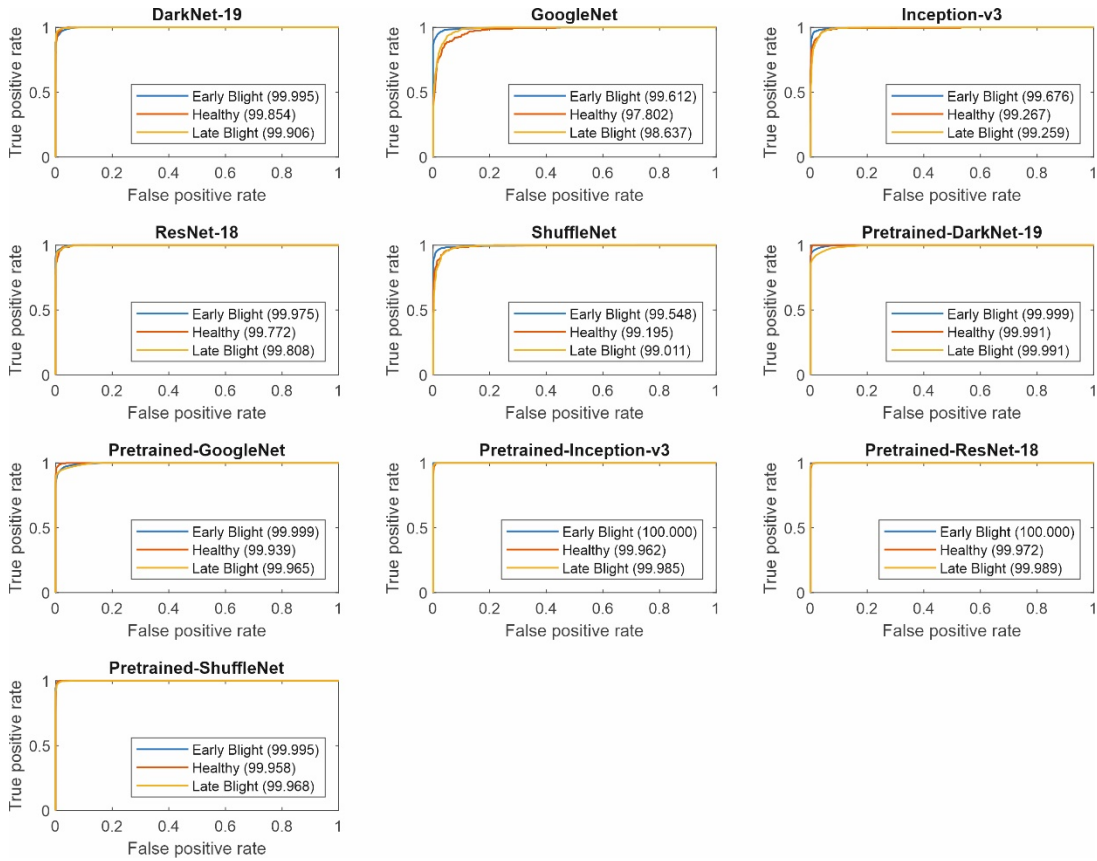 DarkNet-19
1
0.5
0
True positive rate
Early Blight (99.995)
Healthy (99.854)
Late Blight (99.906)
0 0.2 0.4 0.6 0.8 1
False positive rate
GoogleNet
1
0.5
0
True positive rate
Early Blight (99.612)
Healthy (97.802)
Late Blight (98.637)
0 0.2 0.4 0.6 0.8 1
False positive rate
Inception-v3
1
0.5
0
True positive rate
Early Blight (99.676)
Healthy (99.267)
Late Blight (99.259)
0 0.2 0.4 0.6 0.8 1
False positive rate
ResNet-18
1
0.5
0
True positive rate
Early Blight (99.975)
Healthy (99.772)
Late Blight (99.808)
0 0.2 0.4 0.6 0.8 1
False positive rate
ShuffleNet
1
0.5
0
True positive rate
Early Blight (99.548)
Healthy (99.195)
Late Blight (99.011)
0 0.2 0.4 0.6 0.8 1
False positive rate
Pretrained-DarkNet-19
1
0.5
0
True positive rate
Early Blight (99.999)
Healthy (99.991)
Late Blight (99.991)
0 0.2 0.4 0.6 0.8 1
False positive rate
Pretrained-GoogleNet
1
0.5
0
True positive rate
Early Blight (99.999)
Healthy (99.939)
Late Blight (99.965)
0 0.2 0.4 0.6 0.8 1
False positive rate
Pretrained-Inception-v3
1
0.5
0
True positive rate
Early Blight (100.000)
Healthy (99.962)
Late Blight (99.985)
0 0.2 0.4 0.6 0.8 1
False positive rate
Pretrained-ResNet-18
1
0.5
0
True positive rate
Early Blight (100.000)
Healthy (99.972)
Late Blight (99.989)
0 0.2 0.4 0.6 0.8 1
False positive rate
Pretrained-ShuffleNet
1
0.5
0
True positive rate
Early Blight (99.995)
Healthy (99.958)
Late Blight (99.968)
0 0.2 0.4 0.6 0.8 1
False positive rate